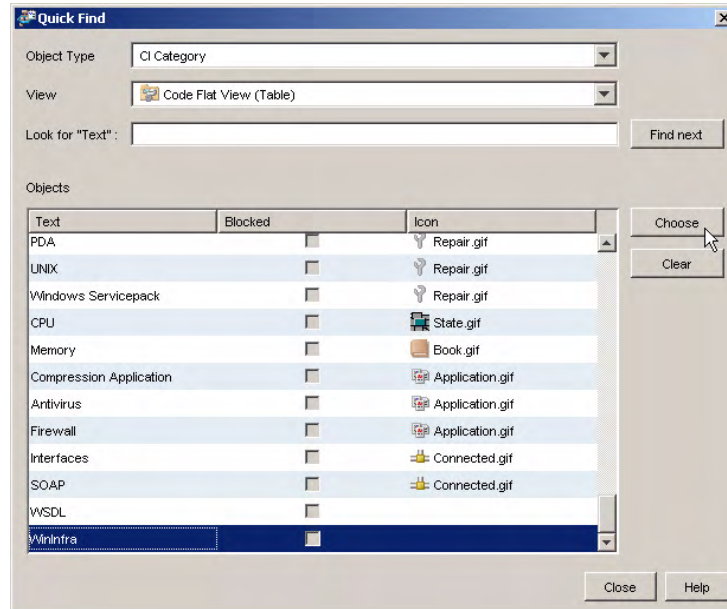 Quick Find
Object Type CI Category
View Code Flat View (Table)
Look for "Text" : Find next
Objects
Text Blocked Icon
PDA Repair.gif
UNIX Repair.gif
Windows Servicepack Repair.gif
CPU State.gif
Memory Book.gif
Compression Application Application.gif
Antivirus Application.gif
Firewall Application.gif
Interfaces Connected.gif
SOAP Connected.gif
WSDL
WinInfra
Choose
Clear
Close Help